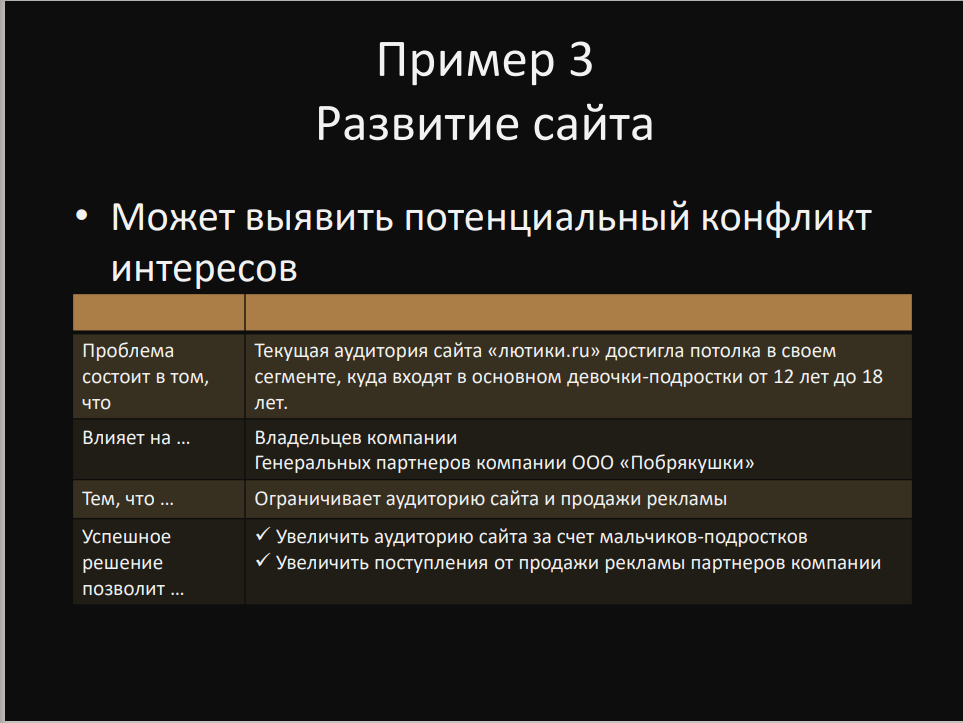 Пример 3
Развитие сайта
• Может выявить потенциальный конфликт
интересов
Проблема
состоит в том,
что
Текущая аудитория сайта «лютики.ru» достигла потолка в своем
сегменте, куда входят в основном девочки-подростки от 12 лет до 18
лет.
Влияет на ...
Владельцев компании
Генеральных партнеров компании ООО «Побрякушки»
Тем, что ...
Ограничивает аудиторию сайта и продажи рекламы
Успешное
решение
позволит ...
✓ Увеличить аудиторию сайта за счет мальчиков-подростков
✓ Увеличить поступления от продажи рекламы партнеров компании